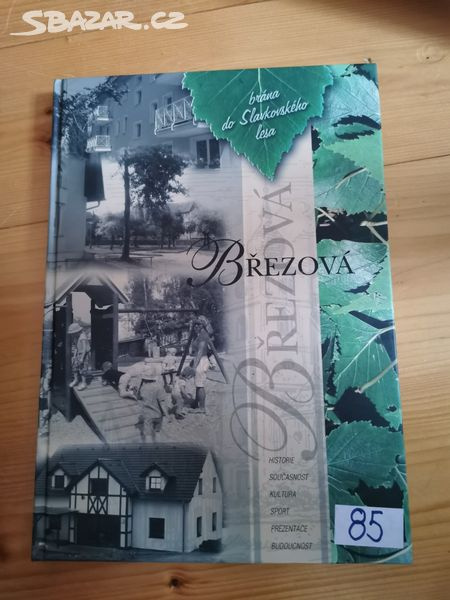 SBAZAR.CZ
brána
do Slavkovského
lesa
BŘEZOVÁ
BŘEZOVÁ
HISTORIE
SOUČASNOST
KULTURA
SPORT
PREZENTACE
BUDOUCNOST
85